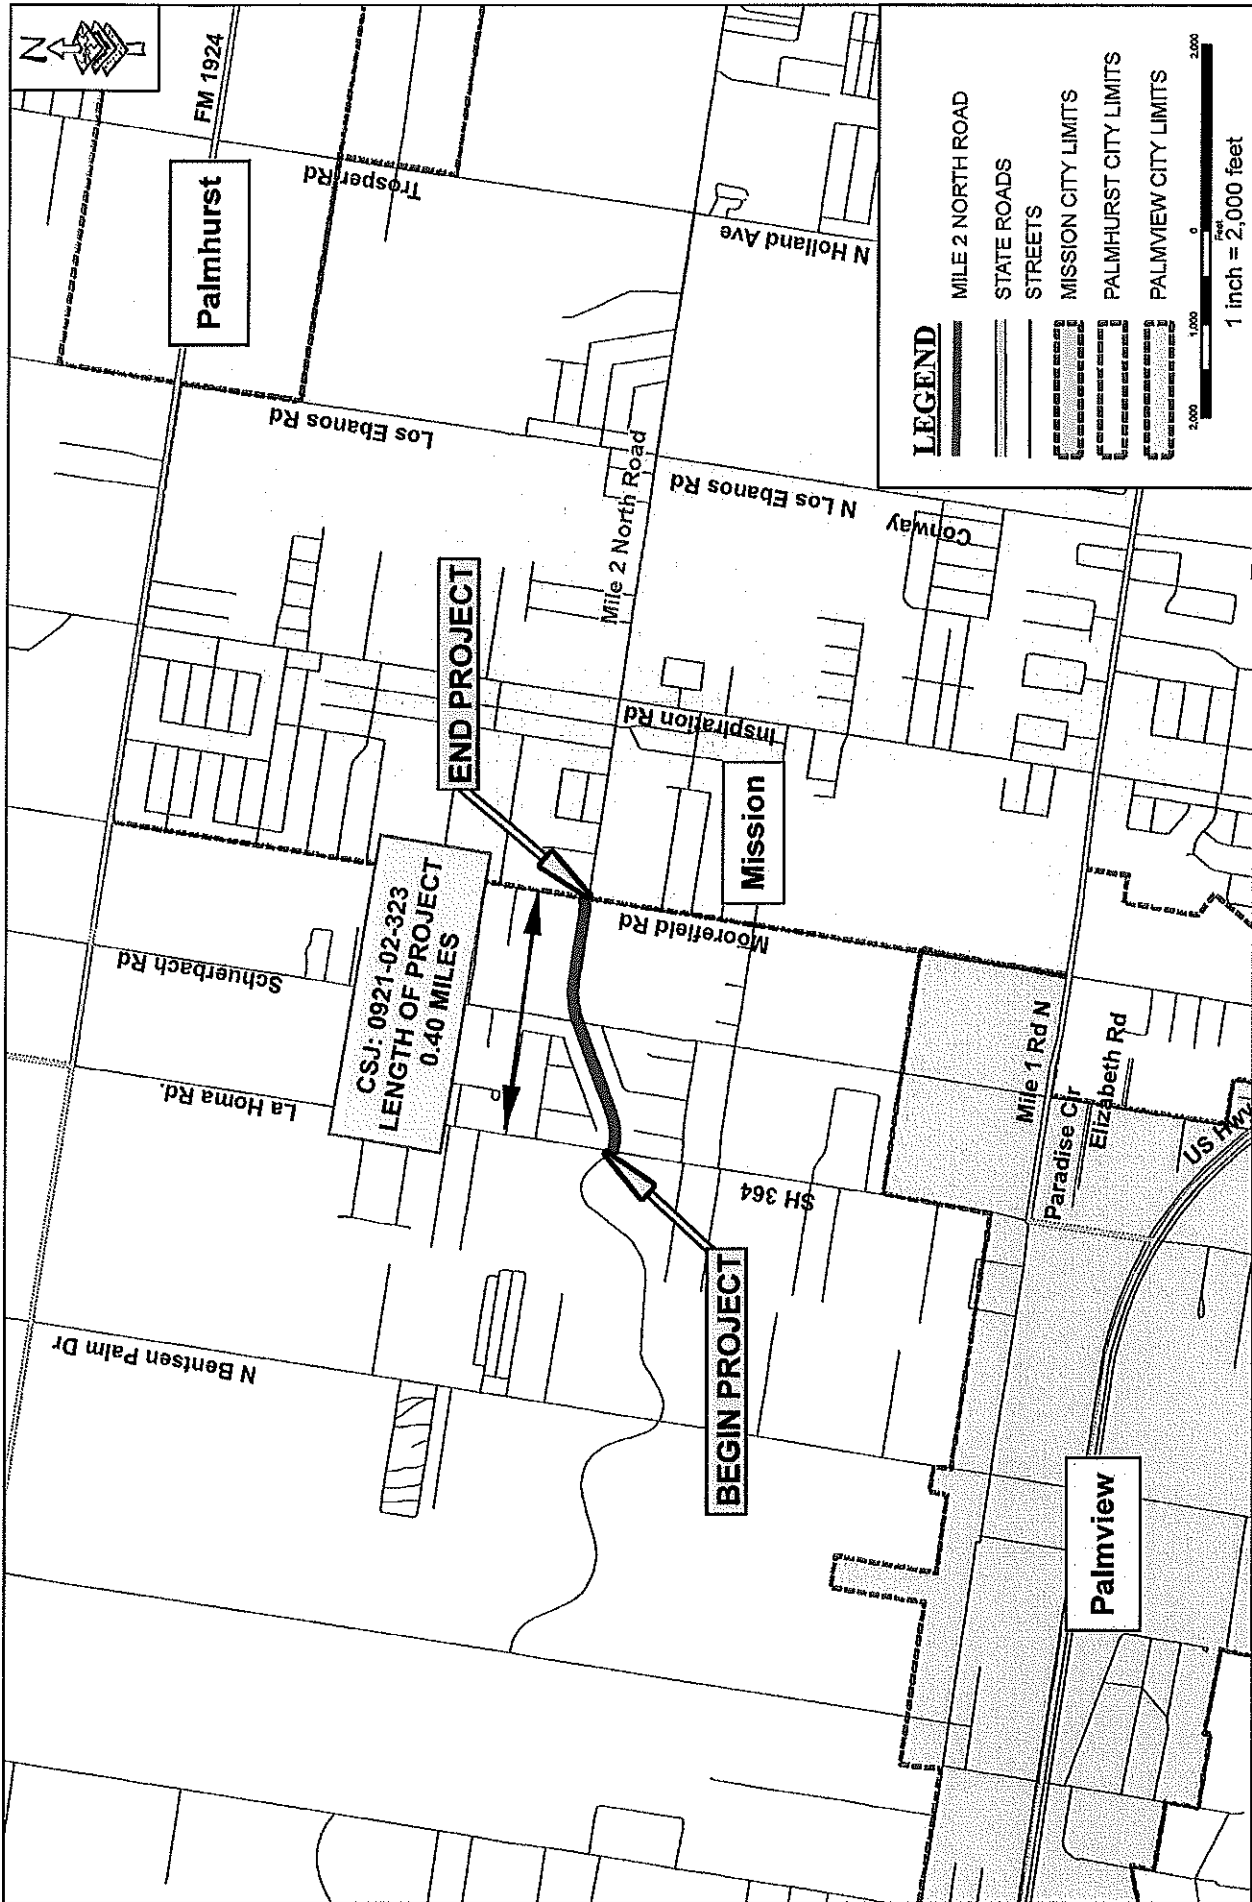 N
FM 1924
Palmhurst
Trosper Rd
Los Ebanos Rd
Schuerbach Rd
La Homa Rd.
N Bentsen Palm Dr
CSJ: 0921-02-323
LENGTH OF PROJECT
0.40 MILES
END PROJECT
BEGIN PROJECT
Mile 2 North Road
N Holland Ave
N Los Ebanos Rd
Conway
Inspiration Rd
Mission
Moorefield Rd
SH 364
Mile 1 Rd N
Paradise Cir
Elizabeth Rd
US Hwy
Palmview
LEGEND
MILE 2 NORTH ROAD
STATE ROADS
STREETS
MISSION CITY LIMITS
PALMHURST CITY LIMITS
PALMVIEW CITY LIMITS
2,000 1,000 0 2,000
Feet
1 inch = 2,000 feet